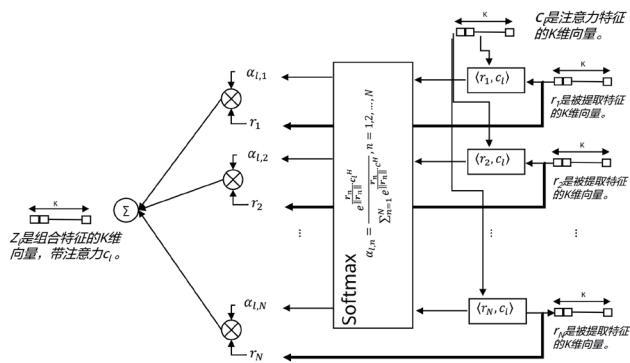 K
C_l是注意力特征
的K维向量。
⟨r_1, c_l⟩
K
r_1是被提取特征
的K维向量。
α_{l,1}
r_1
⟨r_2, c_l⟩
K
r_2是被提取特征
的K维向量。
α_{l,2}
r_2
K
Σ
Z_l是组合特征的K维
向量，带注意力c_l。
⋮
⋮
⋮
Softmax
α_{l,n} = \frac{e^{\frac{r_n}{‖r_n‖}c_l^H}}{∑_{n=1}^{N} e^{\frac{r_n}{‖r_n‖}c^H}}, n = 1,2, …, N
α_{l,N}
r_N
⟨r_N, c_l⟩
K
r_N是被提取特征
的K维向量。